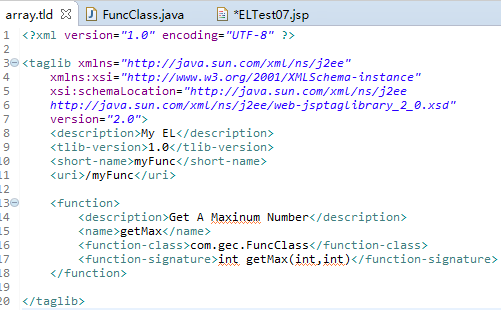 array.tld FuncClass.java *ELTest07.jsp
1 <?xml version="1.0" encoding="UTF-8" ?>
2
3 <taglib xmlns="http://java.sun.com/xml/ns/j2ee"
4 xmlns:xsi="http://www.w3.org/2001/XMLSchema-instance"
5 xsi:schemaLocation="http://java.sun.com/xml/ns/j2ee
6 http://java.sun.com/xml/ns/j2ee/web-jsptaglibrary_2_0.xsd"
7 version="2.0">
8 <description>My EL</description>
9 <tlib-version>1.0</tlib-version>
10 <short-name>myFunc</short-name>
11 <uri>/myFunc</uri>
12
13 <function>
14 <description>Get A Maxinum Number</description>
15 <name>getMax</name>
16 <function-class>com.gec.FuncClass</function-class>
17 <function-signature>int getMax(int,int)</function-signature>
18 </function>
19
20 </taglib>